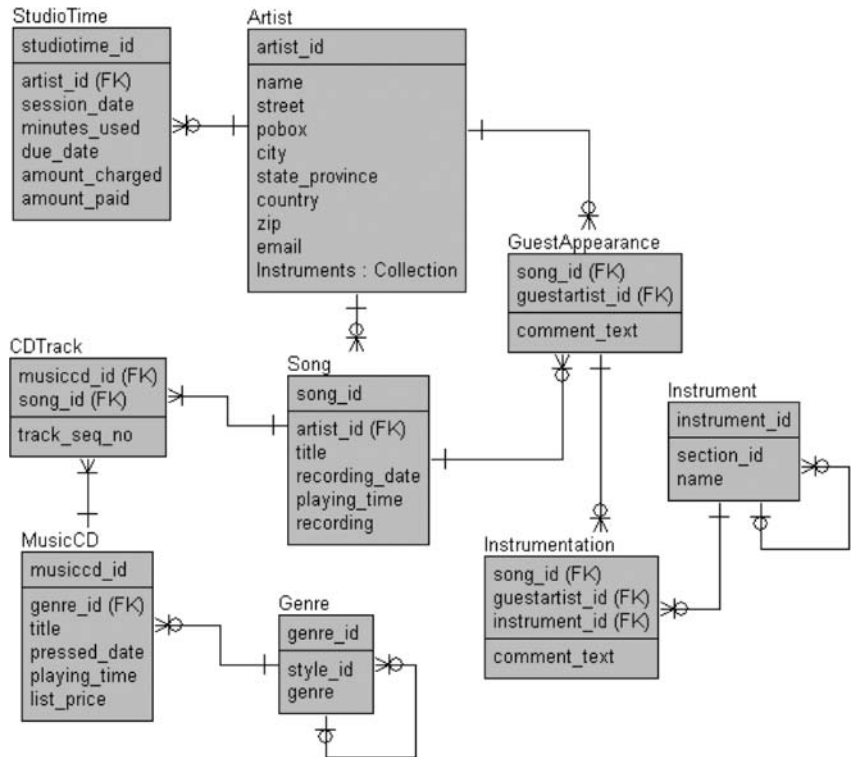 StudioTime
studiotime_id
artist_id (FK)
session_date
minutes_used
due_date
amount_charged
amount_paid
Artist
artist_id
name
street
pobox
city
state_province
country
zip
email
Instruments : Collection
GuestAppearance
song_id (FK)
guestartist_id (FK)
comment_text
CDTrack
musiccd_id (FK)
song_id (FK)
track_seq_no
Song
song_id
artist_id (FK)
title
recording_date
playing_time
recording
Instrument
instrument_id
section_id
name
MusicCD
musiccd_id
genre_id (FK)
title
pressed_date
playing_time
list_price
Genre
genre_id
style_id
genre
Instrumentation
song_id (FK)
guestartist_id (FK)
instrument_id (FK)
comment_text